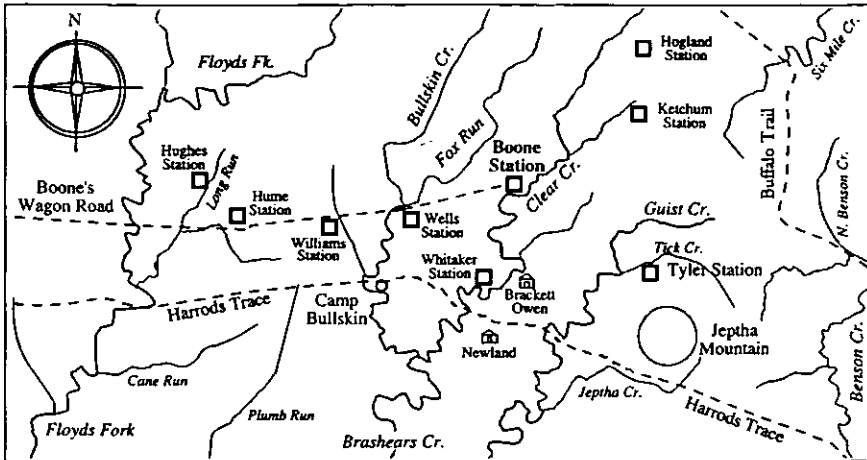 N
Floyds Fk.
Bullskin Cr.
Fox Run
Hogland
Station
Six Mile Cr.
Ketchum
Station
Buffalo Trail
Hughes
Station
Long Run
Boone
Station
Clear Cr.
Boone's
Wagon Road
Hume
Station
Williams
Station
Wells
Station
Guist Cr.
N. Benson Cr.
Tick Cr.
Tyler Station
Whitaker
Station
Brackett
Owen
Harrods Trace
Camp
Bullskin
Newland
Jeptha
Mountain
Cane Run
Plumb Run
Jeptha Cr.
Harrods Trace
Benson Cr.
Floyds Fork
Brashears Cr.